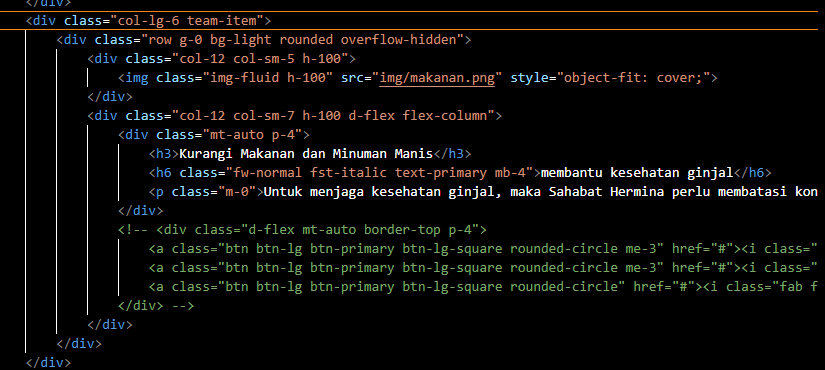 </div>
<div class="col-lg-6 team-item">
<div class="row g-0 bg-light rounded overflow-hidden">
<div class="col-12 col-sm-5 h-100">
<img class="img-fluid h-100" src="img/makanan.png" style="object-fit: cover;">
</div>
<div class="col-12 col-sm-7 h-100 d-flex flex-column">
<div class="mt-auto p-4">
<h3>Kurangi Makanan dan Minuman Manis</h3>
<h6 class="fw-normal fst-italic text-primary mb-4">membantu kesehatan ginjal</h6>
<p class="m-0">Untuk menjaga kesehatan ginjal, maka Sahabat Hermina perlu membatasi kon
</div>
<!-- <div class="d-flex mt-auto border-top p-4">
<a class="btn btn-lg btn-primary btn-lg-square rounded-circle me-3" href="#"><i class="
<a class="btn btn-lg btn-primary btn-lg-square rounded-circle me-3" href="#"><i class="
<a class="btn btn-lg btn-primary btn-lg-square rounded-circle" href="#"><i class="fab f
</div> -->
</div>
</div>
</div>